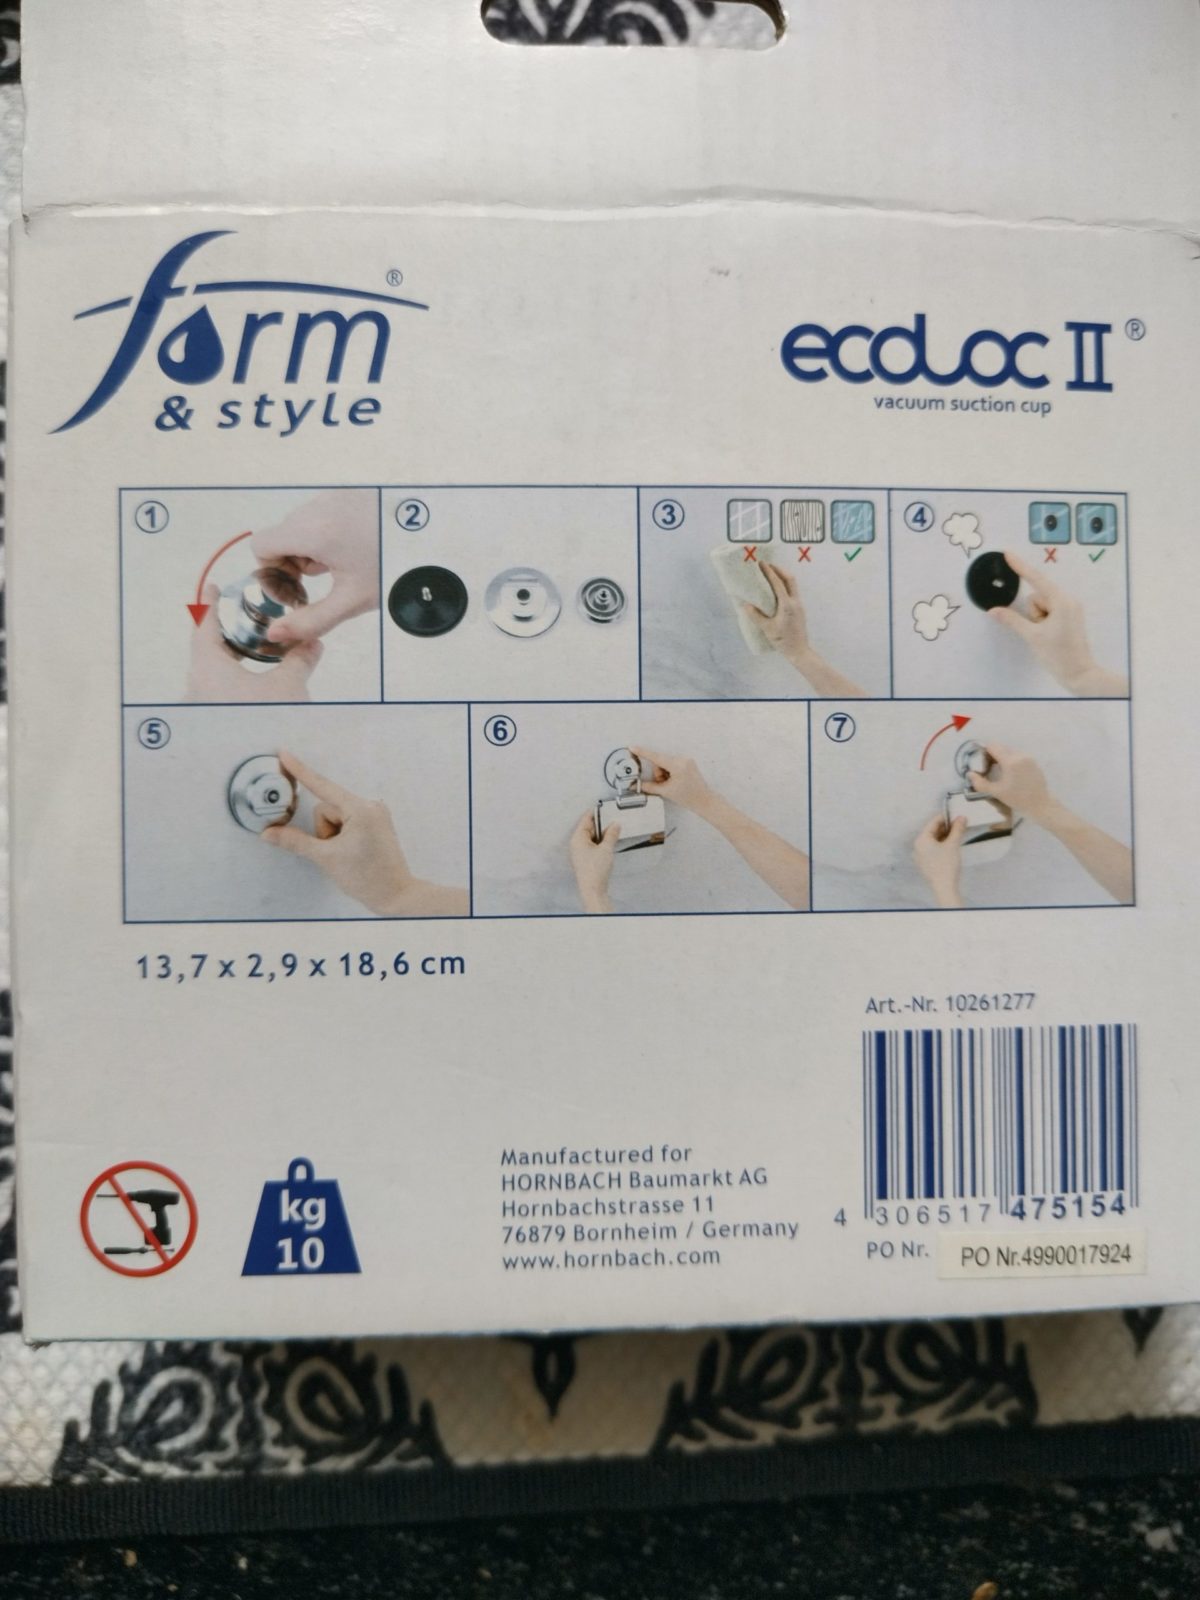 form ®
& style
ecoLoc II ®
vacuum suction cup
1
2
3
4
5
6
7
13,7 x 2,9 x 18,6 cm
Art.-Nr. 10261277
kg
10
Manufactured for
HORNBACH Baumarkt AG
Hornbachstrasse 11
76879 Bornheim / Germany
www.hornbach.com
4 306517 475154
PO Nr. PO Nr.4990017924